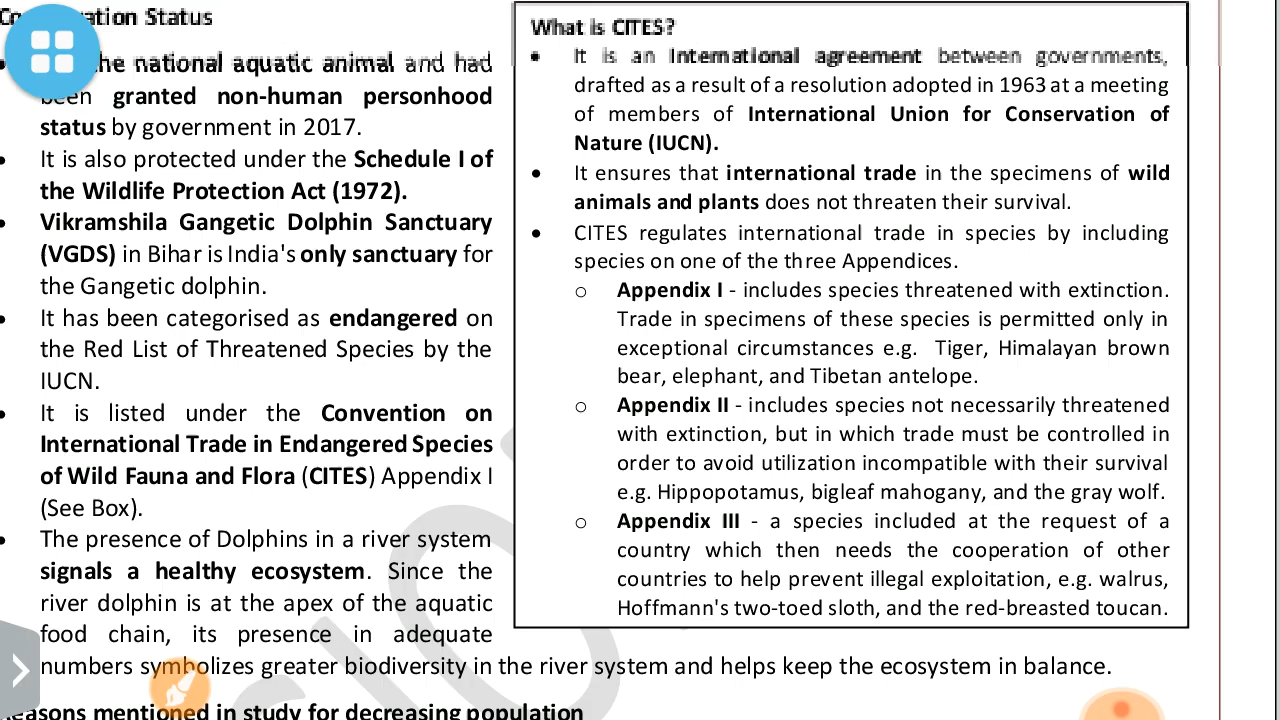 Conservation Status
the national aquatic animal and had
been granted non-human personhood
status by government in 2017.
• It is also protected under the Schedule I of
the Wildlife Protection Act (1972).
• Vikramshila Gangetic Dolphin Sanctuary
(VGDS) in Bihar is India's only sanctuary for
the Gangetic dolphin.
• It has been categorised as endangered on
the Red List of Threatened Species by the
IUCN.
• It is listed under the Convention on
International Trade in Endangered Species
of Wild Fauna and Flora (CITES) Appendix I
(See Box).
• The presence of Dolphins in a river system
signals a healthy ecosystem. Since the
river dolphin is at the apex of the aquatic
food chain, its presence in adequate
numbers symbolizes greater biodiversity in the river system and helps keep the ecosystem in balance.
Reasons mentioned in study for decreasing population
What is CITES?
• It is an International agreement between governments,
drafted as a result of a resolution adopted in 1963 at a meeting
of members of International Union for Conservation of
Nature (IUCN).
• It ensures that international trade in the specimens of wild
animals and plants does not threaten their survival.
• CITES regulates international trade in species by including
species on one of the three Appendices.
o Appendix I - includes species threatened with extinction.
Trade in specimens of these species is permitted only in
exceptional circumstances e.g. Tiger, Himalayan brown
bear, elephant, and Tibetan antelope.
o Appendix II - includes species not necessarily threatened
with extinction, but in which trade must be controlled in
order to avoid utilization incompatible with their survival
e.g. Hippopotamus, bigleaf mahogany, and the gray wolf.
o Appendix III - a species included at the request of a
country which then needs the cooperation of other
countries to help prevent illegal exploitation, e.g. walrus,
Hoffmann's two-toed sloth, and the red-breasted toucan.